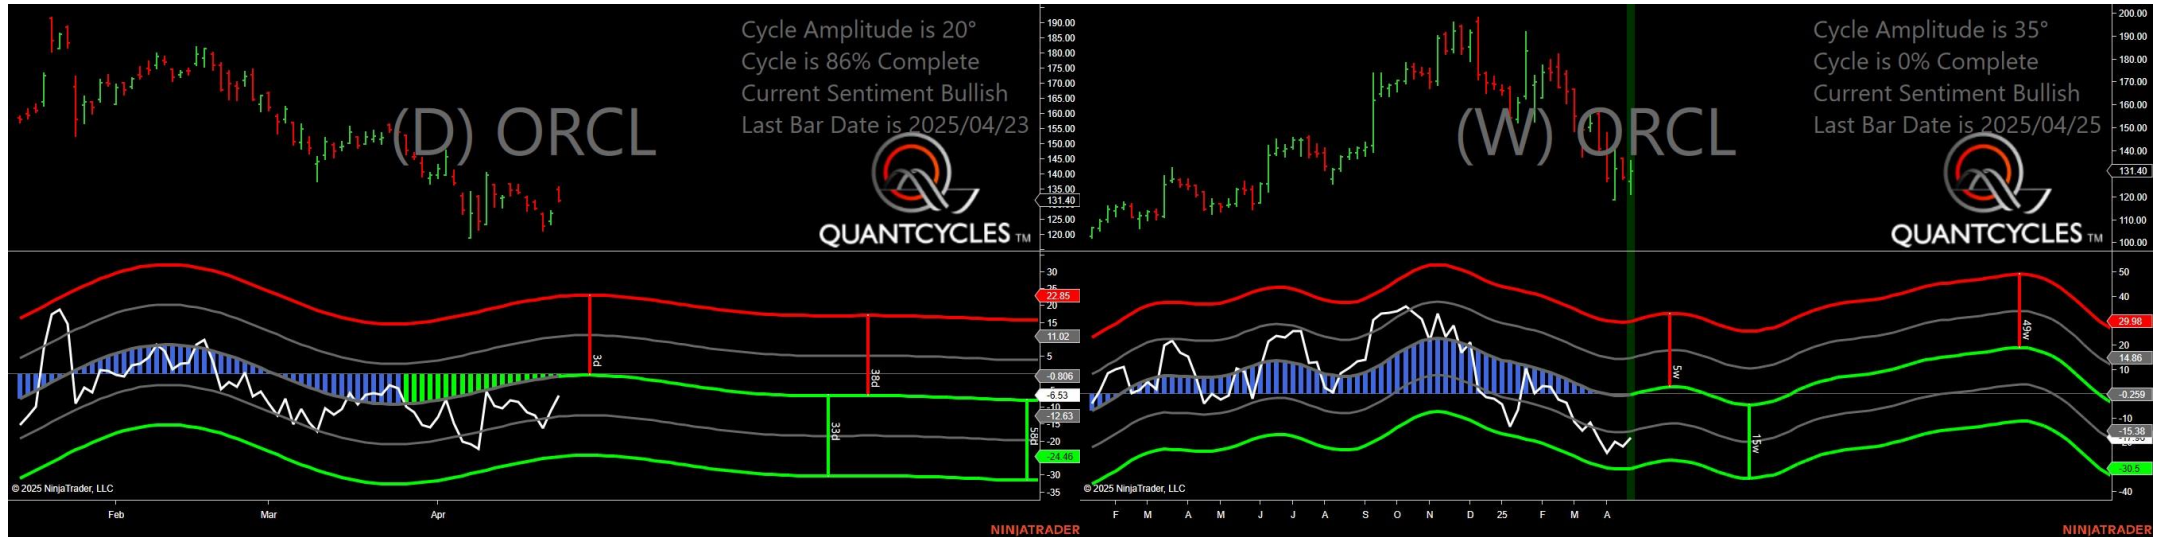 Cycle Amplitude is 20°
Cycle is 86% Complete
Current Sentiment Bullish
Last Bar Date is 2025/04/23
(D) ORCL
QUANTCYCLES TM
190.00
185.00
180.00
175.00
170.00
165.00
160.00
155.00
150.00
145.00
140.00
135.00
131.40
125.00
120.00
30
25
22.85
20
15
11.02
5
-0.806
-6.53
-10
-12.63
-15
-20
-24.46
-30
-35
3d
38d
33d
58d
© 2025 NinjaTrader, LLC
Feb Mar Apr
NINJATRADER
Cycle Amplitude is 35°
Cycle is 0% Complete
Current Sentiment Bullish
Last Bar Date is 2025/04/25
(W) ORCL
QUANTCYCLES TM
200.00
190.00
180.00
170.00
160.00
150.00
140.00
131.40
120.00
110.00
100.00
50
40
29.98
20
14.86
10
-0.259
-10
-15.38
-30.5
-40
5w
15w
49w
© 2025 NinjaTrader, LLC
F M A M J J A S O N D 25 F M A
NINJATRADER